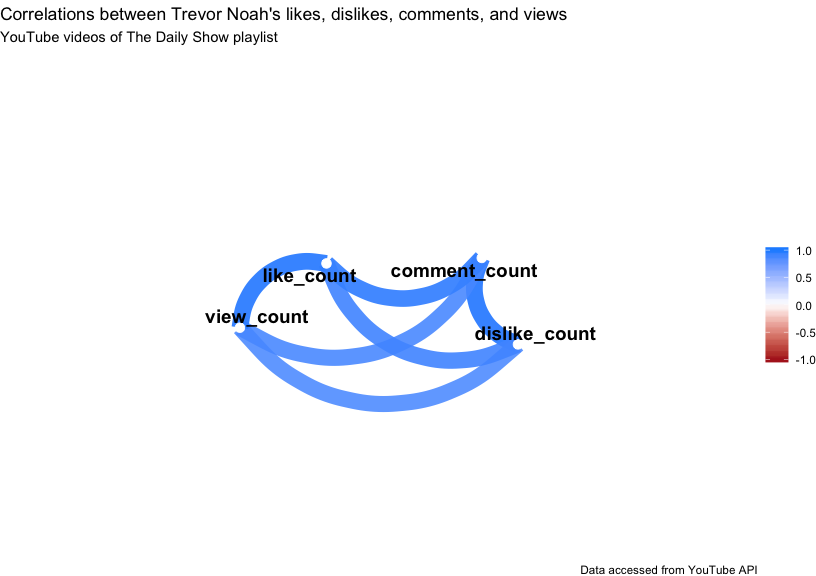 Correlations between Trevor Noah's likes, dislikes, comments, and views
YouTube videos of The Daily Show playlist
like_count
comment_count
view_count
dislike_count
1.0
0.5
0.0
-0.5
-1.0
Data accessed from YouTube API